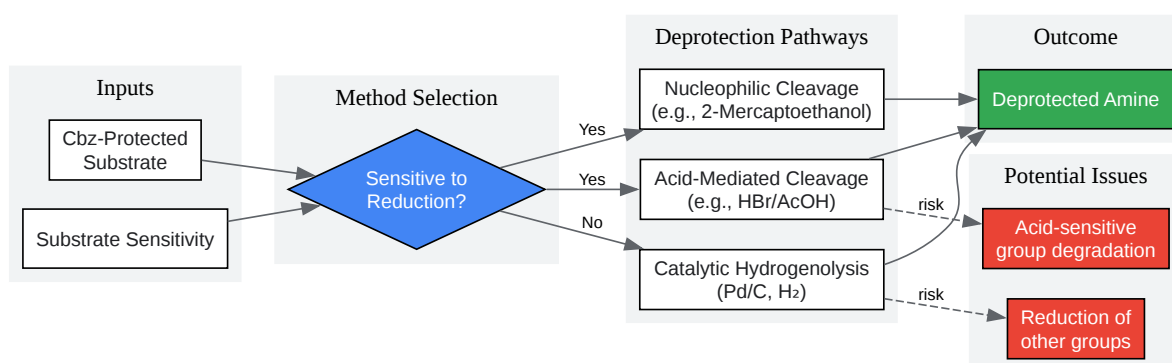 Inputs
Cbz-Protected
Substrate
Substrate Sensitivity
Method Selection
Sensitive to
Reduction?
Yes
Yes
No
Deprotection Pathways
Nucleophilic Cleavage
(e.g., 2-Mercaptoethanol)
Acid-Mediated Cleavage
(e.g., HBr/AcOH)
Catalytic Hydrogenolysis
(Pd/C, H₂)
risk
risk
Outcome
Deprotected Amine
Potential Issues
Acid-sensitive
group degradation
Reduction of
other groups